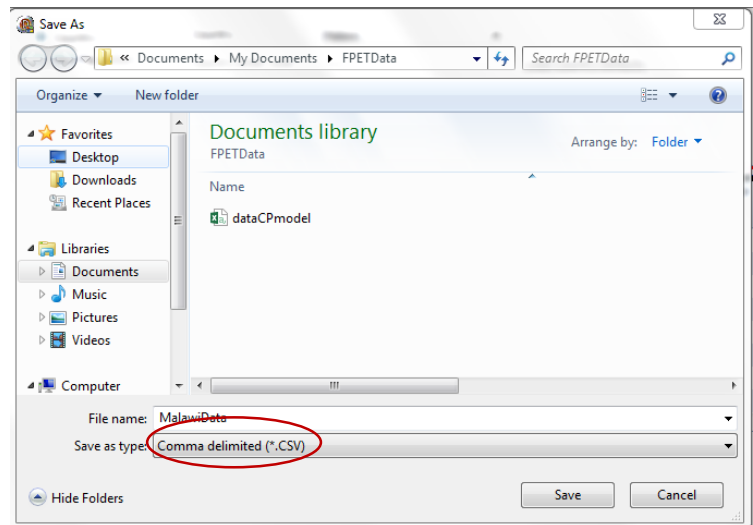 Save As
« Documents ▸ My Documents ▸ FPETData
Search FPETData
Organize
New folder
Favorites
Desktop
Downloads
Recent Places
Libraries
Documents
Music
Pictures
Videos
Computer
Documents library
FPETData
Arrange by: Folder
Name
dataCPmodel
File name: MalawiData
Save as type: Comma delimited (*.CSV)
Hide Folders
Save
Cancel